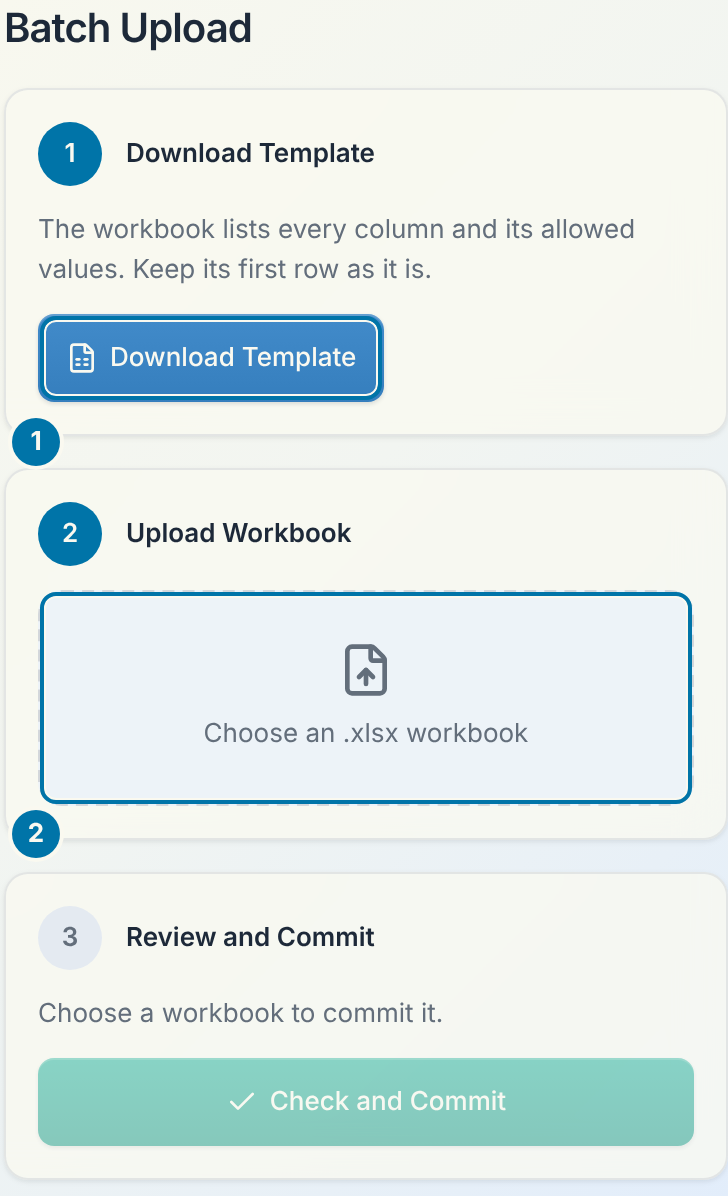 Batch Upload
1
Download Template
The workbook lists every column and its allowed
values. Keep its first row as it is.
Download Template
1
2
Upload Workbook
Choose an .xlsx workbook
2
3
Review and Commit
Choose a workbook to commit it.
Check and Commit